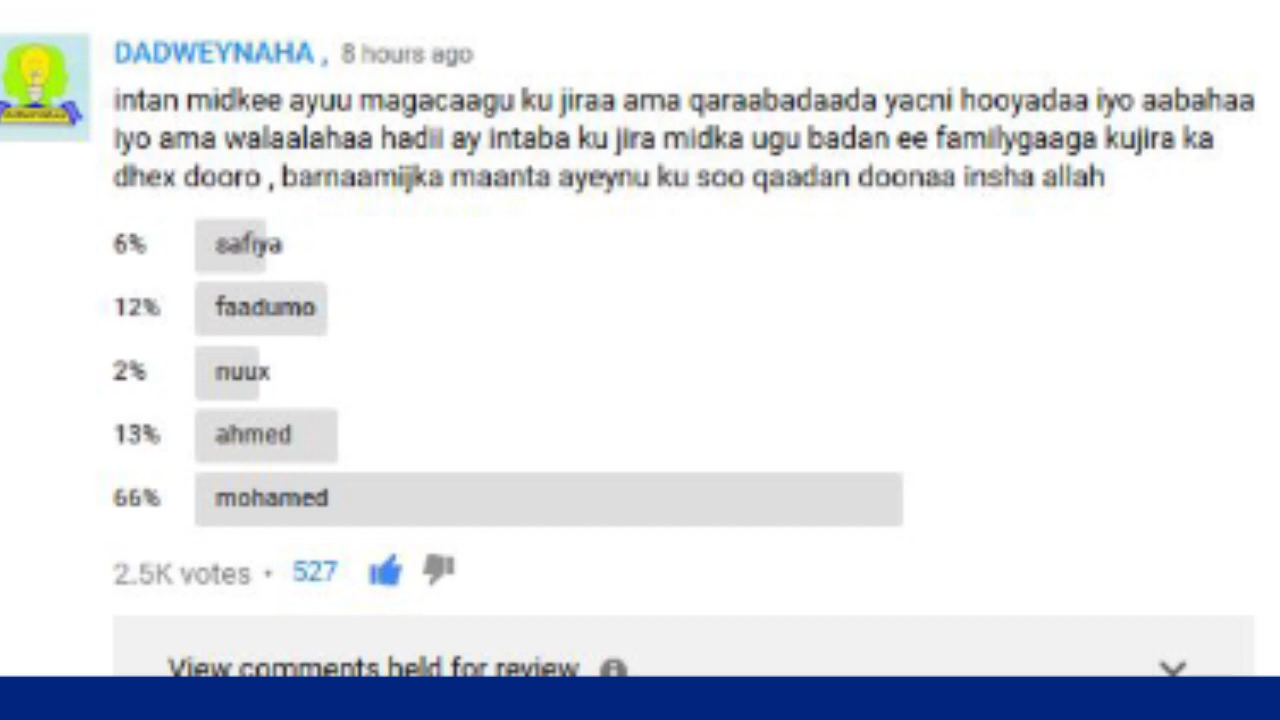 DADWEYNAHA , 8 hours ago
intan midkee ayuu magacaagu ku jiraa ama qaraabadaada yacni hooyadaa iyo aabahaa
iyo ama walaalahaa hadii ay intaba ku jira midka ugu badan ee familygaaga kujira ka
dhex dooro , barnaamijka maanta ayeynu ku soo qaadan doonaa insha allah
6% safiya
12% faadumo
2% nuux
13% ahmed
66% mohamed
2.5K votes • 527
View comments held for review